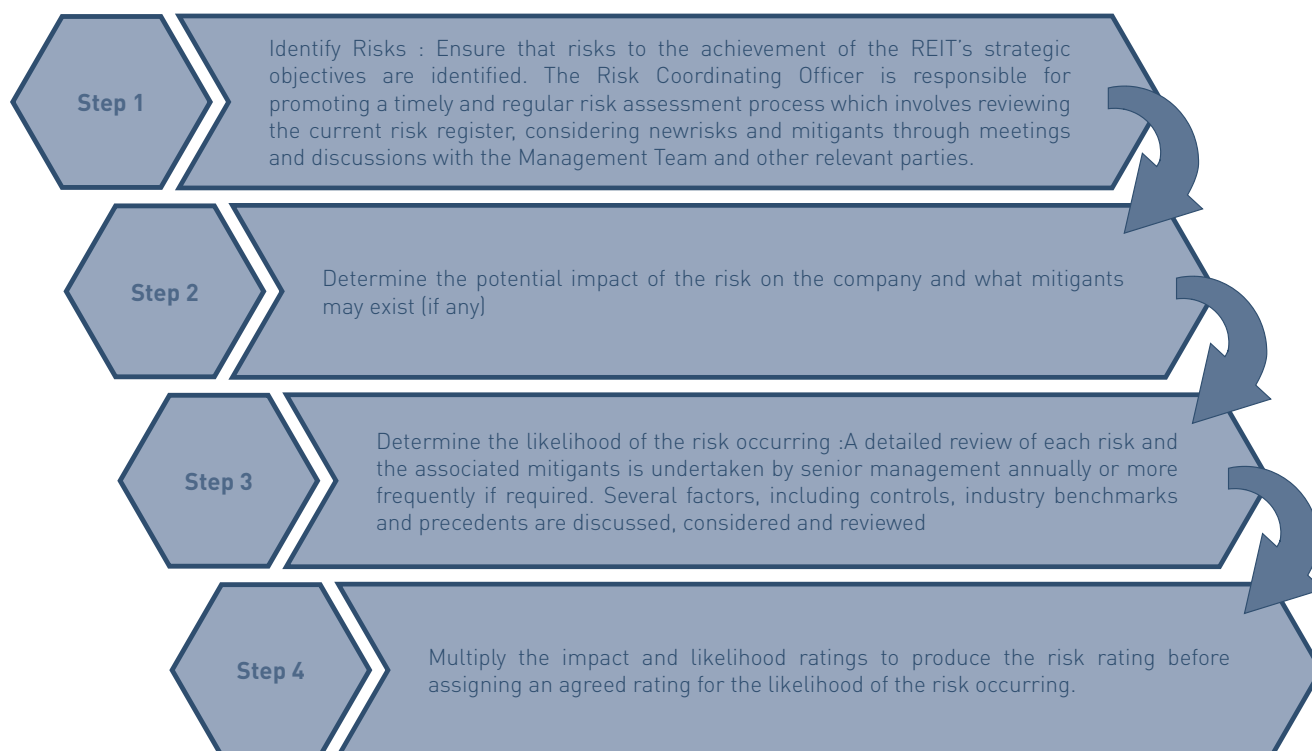 Step 1
Identify Risks : Ensure that risks to the achievement of the REIT's strategic
objectives are identified. The Risk Coordinating Officer is responsible for
promoting a timely and regular risk assessment process which involves reviewing
the current risk register, considering newrisks and mitigants through meetings
and discussions with the Management Team and other relevant parties.
Step 2
Determine the potential impact of the risk on the company and what mitigants
may exist (if any)
Step 3
Determine the likelihood of the risk occurring :A detailed review of each risk and
the associated mitigants is undertaken by senior management annually or more
frequently if required. Several factors, including controls, industry benchmarks
and precedents are discussed, considered and reviewed
Step 4
Multiply the impact and likelihood ratings to produce the risk rating before
assigning an agreed rating for the likelihood of the risk occurring.